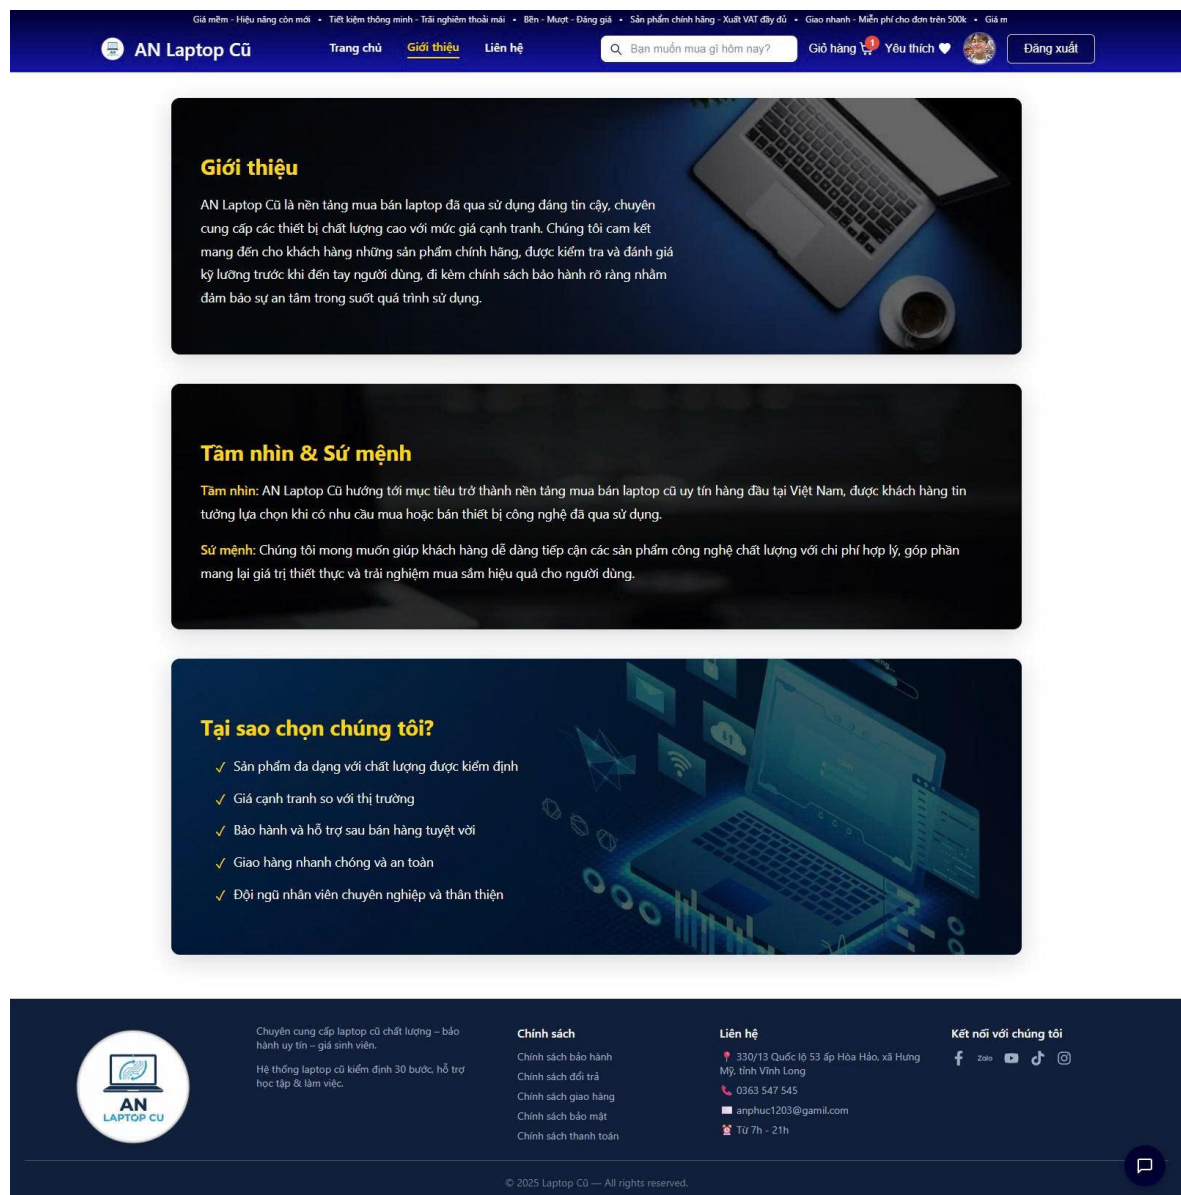 Giá mềm - Hiệu năng còn mới • Tiết kiệm thông minh - Trải nghiệm thoải mái • Bền - Mượt - Đáng giá • Sản phẩm chính hãng - Xuất VAT đầy đủ • Giao nhanh - Miễn phí cho đơn trên 500k • Giá m
AN Laptop Cũ Trang chủ Giới thiệu Liên hệ Bạn muốn mua gì hôm nay? Giỏ hàng 1 Yêu thích Đăng xuất
Giới thiệu
AN Laptop Cũ là nền tảng mua bán laptop đã qua sử dụng đáng tin cậy, chuyên
cung cấp các thiết bị chất lượng cao với mức giá cạnh tranh. Chúng tôi cam kết
mang đến cho khách hàng những sản phẩm chính hãng, được kiểm tra và đánh giá
kỹ lưỡng trước khi đến tay người dùng, đi kèm chính sách bảo hành rõ ràng nhằm
đảm bảo sự an tâm trong suốt quá trình sử dụng.
Tầm nhìn & Sứ mệnh
Tầm nhìn: AN Laptop Cũ hướng tới mục tiêu trở thành nền tảng mua bán laptop cũ uy tín hàng đầu tại Việt Nam, được khách hàng tin
tưởng lựa chọn khi có nhu cầu mua hoặc bán thiết bị công nghệ đã qua sử dụng.
Sứ mệnh: Chúng tôi mong muốn giúp khách hàng dễ dàng tiếp cận các sản phẩm công nghệ chất lượng với chi phí hợp lý, góp phần
mang lại giá trị thiết thực và trải nghiệm mua sắm hiệu quả cho người dùng.
Tại sao chọn chúng tôi?
✓ Sản phẩm đa dạng với chất lượng được kiểm định
✓ Giá cạnh tranh so với thị trường
✓ Bảo hành và hỗ trợ sau bán hàng tuyệt vời
✓ Giao hàng nhanh chóng và an toàn
✓ Đội ngũ nhân viên chuyên nghiệp và thân thiện
AN
LAPTOP CU
Chuyên cung cấp laptop cũ chất lượng – bảo
hành uy tín – giá sinh viên.
Hệ thống laptop cũ kiểm định 30 bước, hỗ trợ
học tập & làm việc.
Chính sách
Chính sách bảo hành
Chính sách đổi trả
Chính sách giao hàng
Chính sách bảo mật
Chính sách thanh toán
Liên hệ
330/13 Quốc lộ 53 ấp Hòa Hảo, xã Hưng
Mỹ, tỉnh Vĩnh Long
0363 547 545
anphuc1203@gamil.com
Từ 7h - 21h
Kết nối với chúng tôi
Zalo
© 2025 Laptop Cũ — All rights reserved.